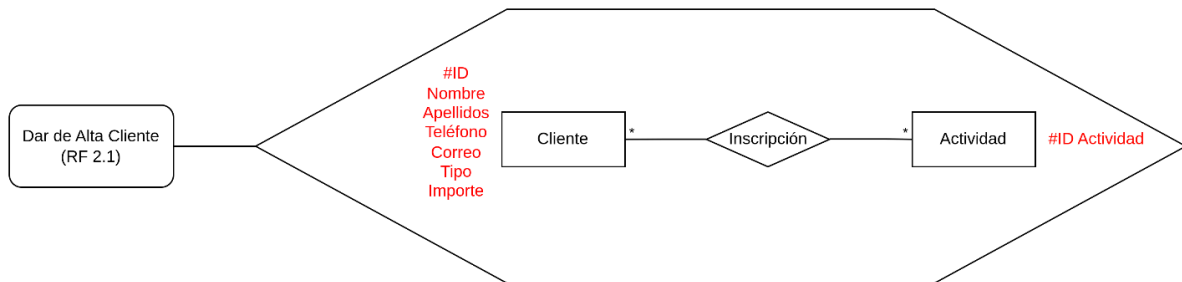 Dar de Alta Cliente
(RF 2.1)
#ID
Nombre
Apellidos
Teléfono
Correo
Tipo
Importe
Cliente
*
Inscripción
*
Actividad
#ID Actividad